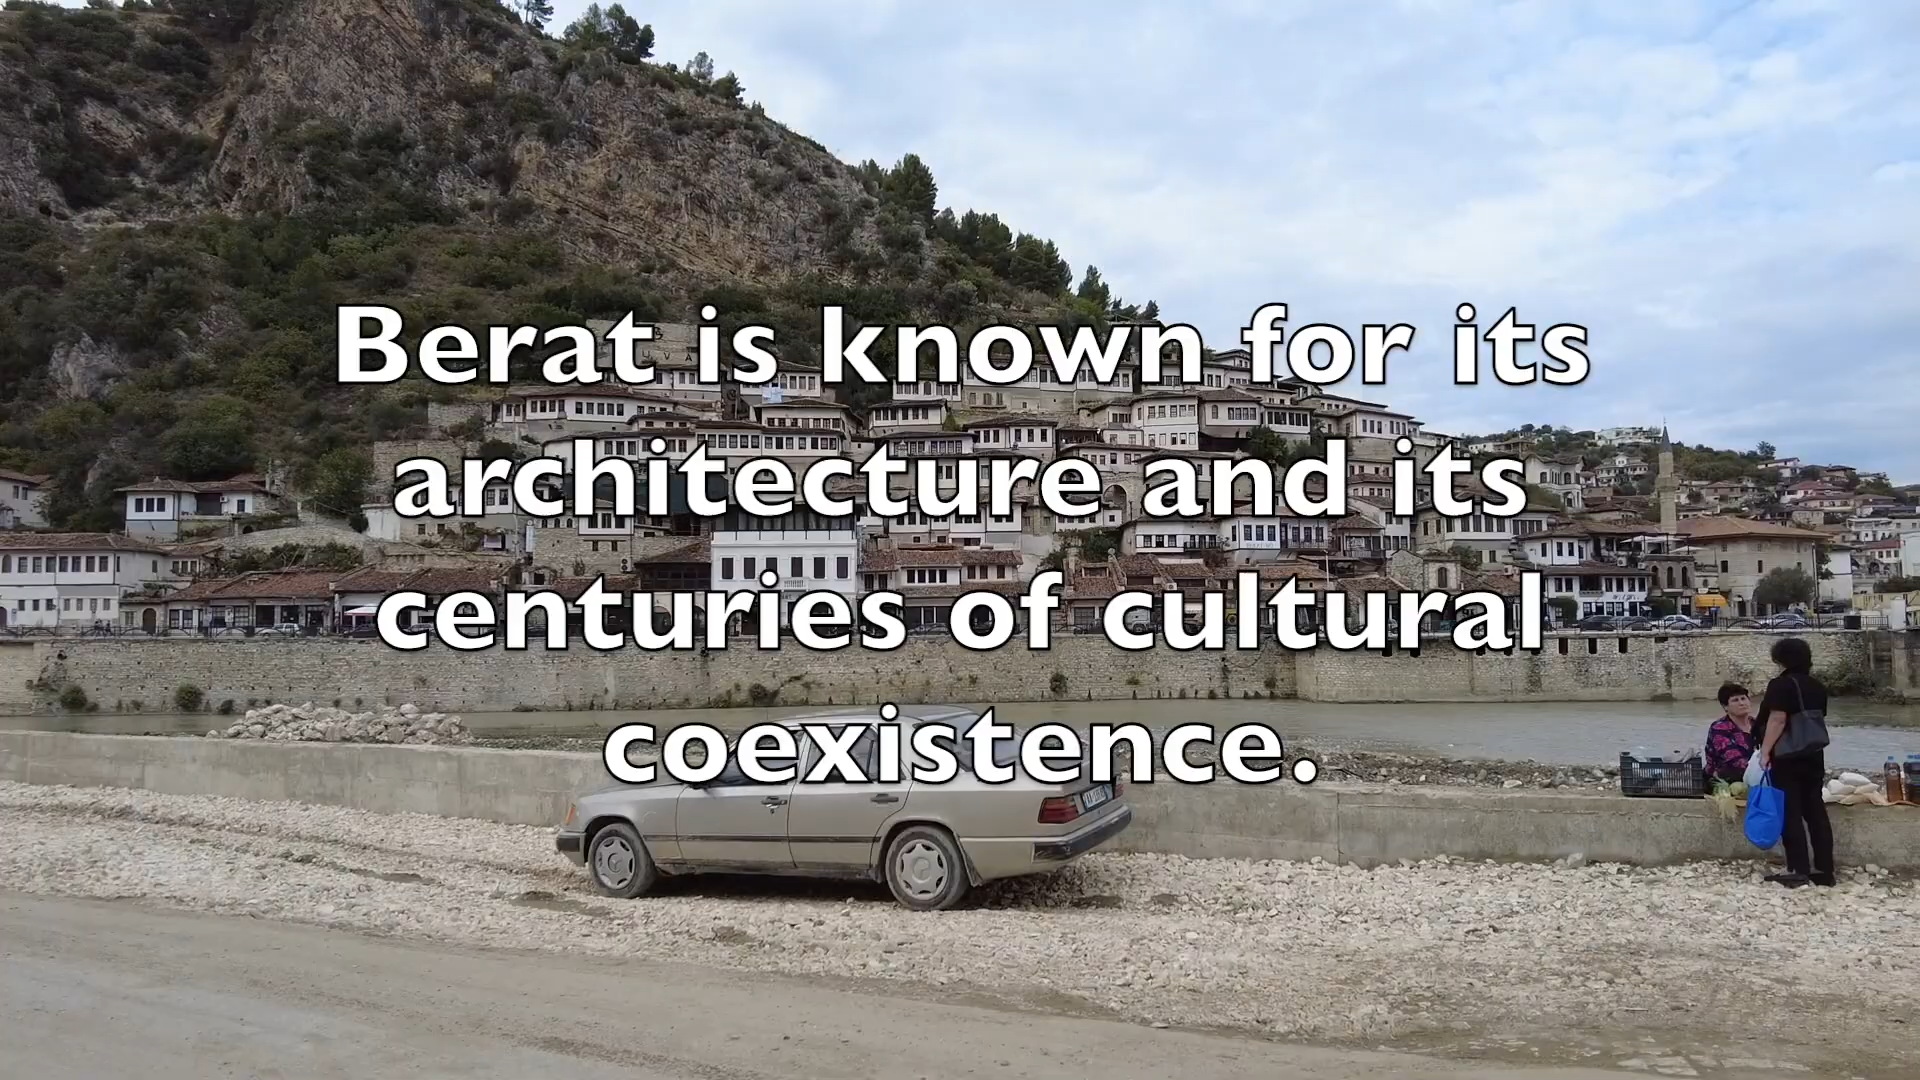 Berat is known for its
architecture and its
centuries of cultural
coexistence.